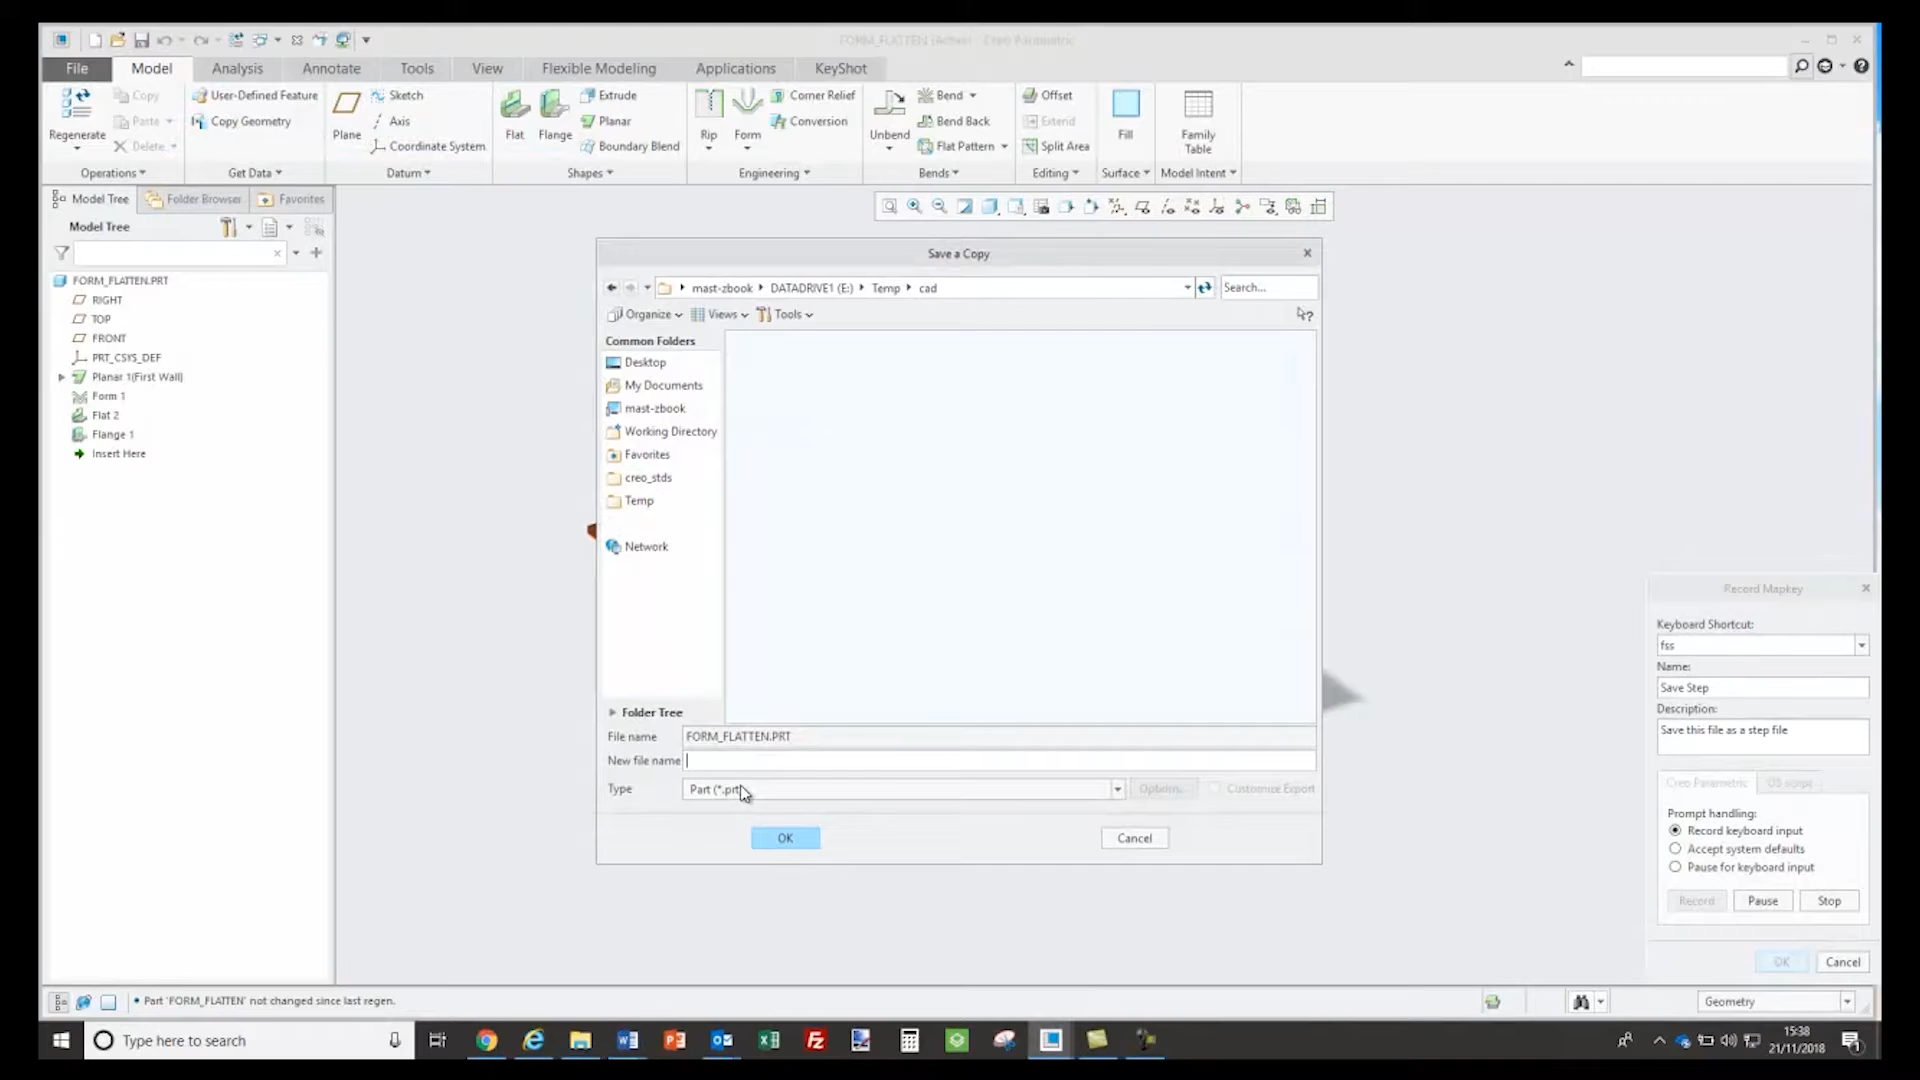 FORM_FLATTEN (Active) - Creo Parametric
File
Model
Analysis
Annotate
Tools
View
Flexible Modeling
Applications
KeyShot
Regenerate
Copy
Paste
Delete
Operations
User-Defined Feature
Copy Geometry
Get Data
Plane
Sketch
Axis
Coordinate System
Datum
Flat
Flange
Extrude
Planar
Boundary Blend
Shapes
Rip
Form
Corner Relief
Conversion
Engineering
Unbend
Bend
Bend Back
Flat Pattern
Bends
Offset
Extend
Split Area
Editing
Fill
Surface
Family
Table
Model Intent
Model Tree
Folder Browser
Favorites
Model Tree
FORM_FLATTEN.PRT
RIGHT
TOP
FRONT
PRT_CSYS_DEF
Planar 1(First Wall)
Form 1
Flat 2
Flange 1
Insert Here
Save a Copy
mast-zbook
DATADRIVE1 (E:)
Temp
cad
Search...
Organize
Views
Tools
Common Folders
Desktop
My Documents
mast-zbook
Working Directory
Favorites
creo_stds
Temp
Network
Folder Tree
File name
FORM_FLATTEN.PRT
New file name
Type
Part (*.prt)
Options...
Customize Export
OK
Cancel
Record Mapkey
Keyboard Shortcut:
fss
Name:
Save Step
Description:
Save this file as a step file
Creo Parametric
OS script
Prompt handling:
Record keyboard input
Accept system defaults
Pause for keyboard input
Record
Pause
Stop
OK
Cancel
• Part 'FORM_FLATTEN' not changed since last regen.
Geometry
Type here to search
15:38
21/11/2018